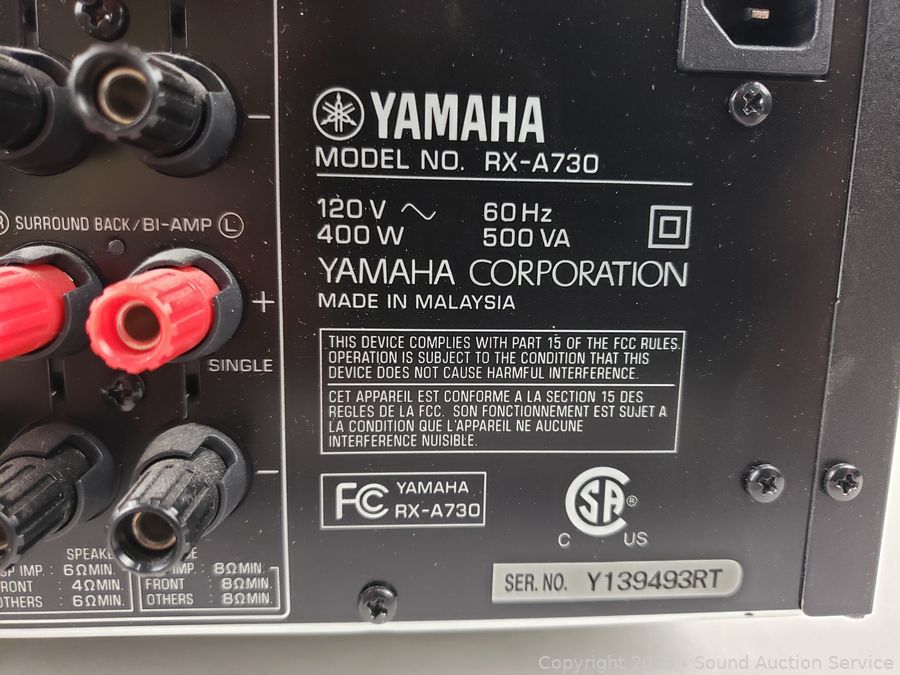 YAMAHA
MODEL NO. RX-A730
120 V ~ 60 Hz
400 W 500 VA
YAMAHA CORPORATION
MADE IN MALAYSIA
THIS DEVICE COMPLIES WITH PART 15 OF THE FCC RULES.
OPERATION IS SUBJECT TO THE CONDITION THAT THIS
DEVICE DOES NOT CAUSE HARMFUL INTERFERENCE.
CET APPAREIL EST CONFORME A LA SECTION 15 DES
REGLES DE LA FCC. SON FONCTIONNEMENT EST SUJET A
LA CONDITION QUE L'APPAREIL NE AUCUNE
INTERFERENCE NUISIBLE.
FC YAMAHA
RX-A730
CSA ®
C US
SER. NO. Y139493RT
−
R SURROUND BACK/BI-AMP L
+
SINGLE
−
IMP. : 6ΩMIN.
FRONT : 4ΩMIN.
OTHERS : 6ΩMIN.
IMP. : 8ΩMIN.
FRONT : 8ΩMIN.
OTHERS : 8ΩMIN.
Copyright - Sound Auction Service